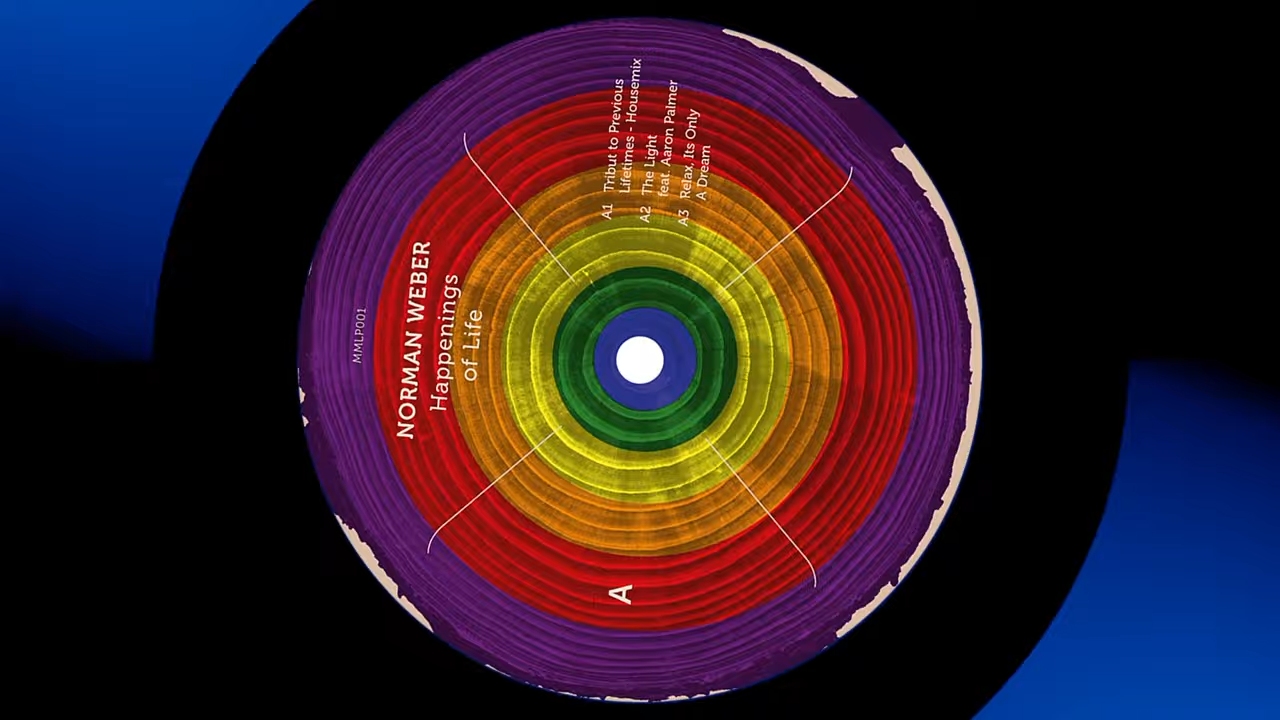 MMLP001
NORMAN WEBER
Happenings
of Life
A1 Tribut to Previous
Lifetimes - Housemix
A2 The Light
feat. Aaron Palmer
A3 Relax, Its Only
A Dream
A